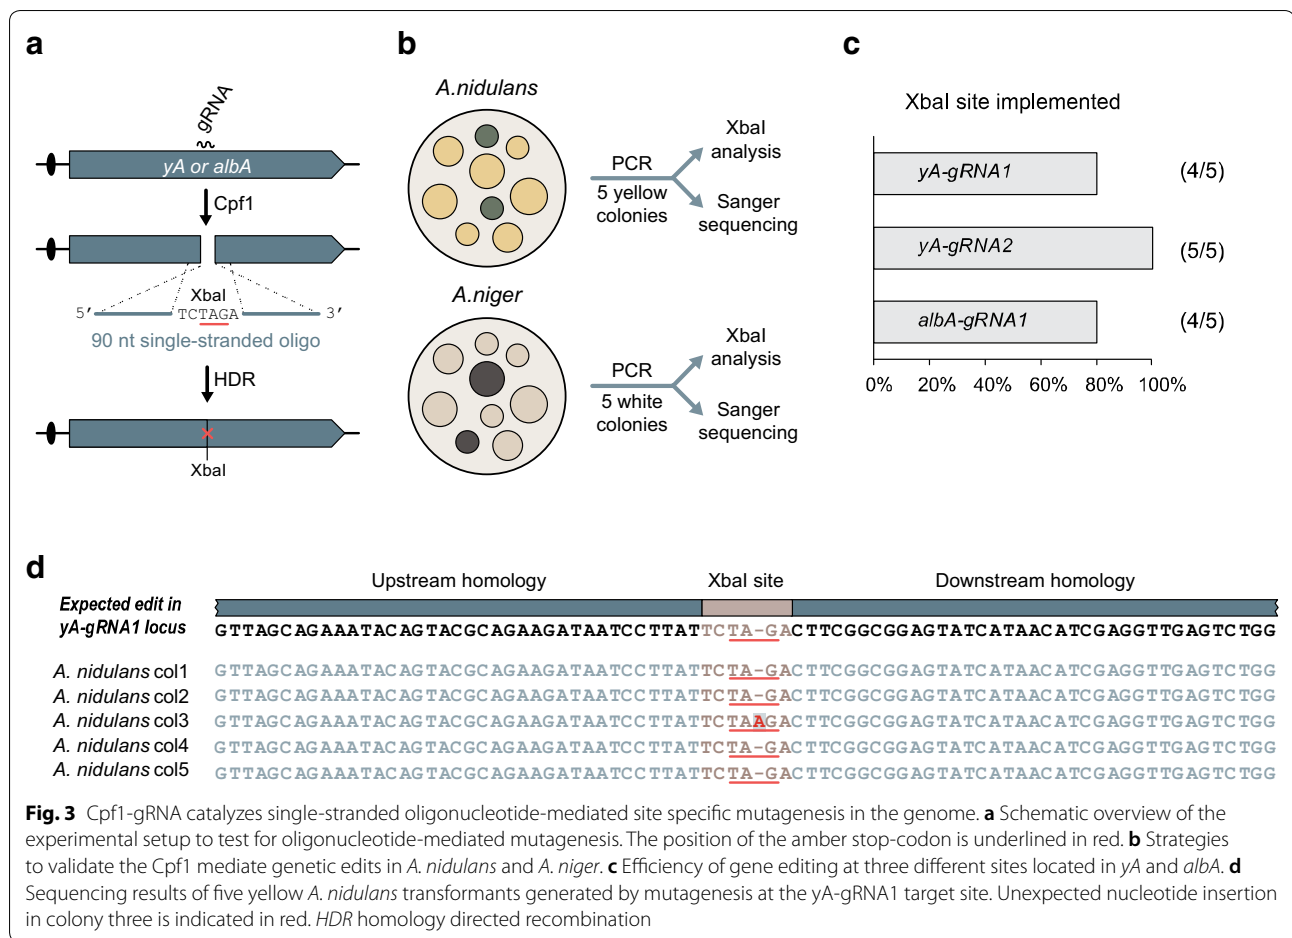 a
gRNA
yA or albA
Cpf1
XbaI
5′ TCTAGA 3′
90 nt single-stranded oligo
HDR
XbaI
b
A.nidulans
PCR
5 yellow
colonies
XbaI
analysis
Sanger
sequencing
A.niger
PCR
5 white
colonies
XbaI
analysis
Sanger
sequencing
c
XbaI site implemented
yA-gRNA1 (4/5)
yA-gRNA2 (5/5)
albA-gRNA1 (4/5)
0% 20% 40% 60% 80% 100%
d
Upstream homology XbaI site Downstream homology
Expected edit in
yA-gRNA1 locus
GTTAGCAGAAATACAGTACGCAGAAGATAATCCTTATTCTA-GACTTCGGCGGAGTATCATAACATCGAGGTTGAGTCTGG
A. nidulans col1 GTTAGCAGAAATACAGTACGCAGAAGATAATCCTTATTCTA-GACTTCGGCGGAGTATCATAACATCGAGGTTGAGTCTGG
A. nidulans col2 GTTAGCAGAAATACAGTACGCAGAAGATAATCCTTATTCTA-GACTTCGGCGGAGTATCATAACATCGAGGTTGAGTCTGG
A. nidulans col3 GTTAGCAGAAATACAGTACGCAGAAGATAATCCTTATTCTAAGACTTCGGCGGAGTATCATAACATCGAGGTTGAGTCTGG
A. nidulans col4 GTTAGCAGAAATACAGTACGCAGAAGATAATCCTTATTCTA-GACTTCGGCGGAGTATCATAACATCGAGGTTGAGTCTGG
A. nidulans col5 GTTAGCAGAAATACAGTACGCAGAAGATAATCCTTATTCTA-GACTTCGGCGGAGTATCATAACATCGAGGTTGAGTCTGG
Fig. 3 Cpf1-gRNA catalyzes single-stranded oligonucleotide-mediated site specific mutagenesis in the genome. a Schematic overview of the
experimental setup to test for oligonucleotide-mediated mutagenesis. The position of the amber stop-codon is underlined in red. b Strategies
to validate the Cpf1 mediate genetic edits in A. nidulans and A. niger. c Efficiency of gene editing at three different sites located in yA and albA. d
Sequencing results of five yellow A. nidulans transformants generated by mutagenesis at the yA-gRNA1 target site. Unexpected nucleotide insertion
in colony three is indicated in red. HDR homology directed recombination